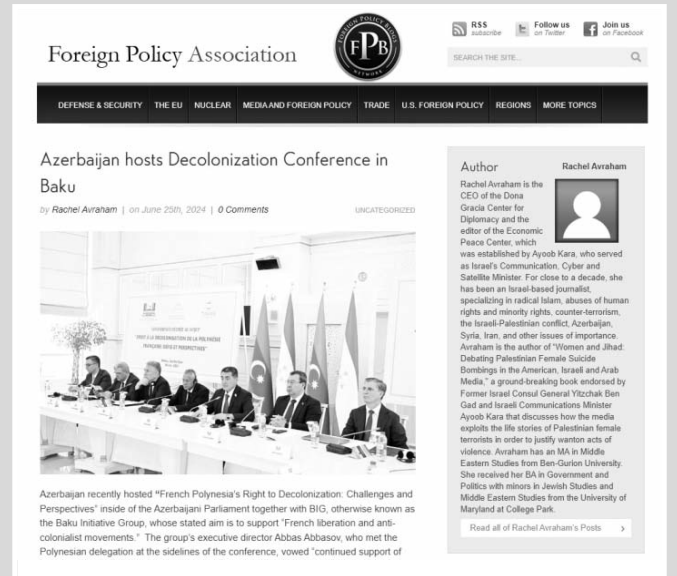 RSS
subscribe
Follow us
on Twitter
Join us
on Facebook
Foreign Policy Association
FOREIGN POLICY BLOGS
FPB
NETWORK
SEARCH THE SITE...
DEFENSE & SECURITY THE EU NUCLEAR MEDIA AND FOREIGN POLICY TRADE U.S. FOREIGN POLICY REGIONS MORE TOPICS
Azerbaijan hosts Decolonization Conference in
Baku
by Rachel Avraham | on June 25th, 2024 | 0 Comments
UNCATEGORIZED
DROIT À LA DÉCOLONISATION DE LA POLYNÉSIE
FRANÇAISE: DÉFIS ET PERSPECTIVES
Azerbaijan recently hosted “French Polynesia's Right to Decolonization: Challenges and
Perspectives” inside of the Azerbaijani Parliament together with BIG, otherwise known as
the Baku Initiative Group, whose stated aim is to support “French liberation and anti-
colonialist movements.” The group's executive director Abbas Abbasov, who met the
Polynesian delegation at the sidelines of the conference, vowed “continued support of
Author
Rachel Avraham
Rachel Avraham is the
CEO of the Dona
Gracia Center for
Diplomacy and the
editor of the Economic
Peace Center, which
was established by Ayoob Kara, who served
as Israel's Communication, Cyber and
Satellite Minister. For close to a decade, she
has been an Israel-based journalist,
specializing in radical Islam, abuses of human
rights and minority rights, counter-terrorism,
the Israeli-Palestinian conflict, Azerbaijan,
Syria, Iran, and other issues of importance.
Avraham is the author of “Women and Jihad:
Debating Palestinian Female Suicide
Bombings in the American, Israeli and Arab
Media,” a ground-breaking book endorsed by
Former Israel Consul General Yitzchak Ben
Gad and Israeli Communications Minister
Ayoob Kara that discusses how the media
exploits the life stories of Palestinian female
terrorists in order to justify wanton acts of
violence. Avraham has an MA in Middle
Eastern Studies from Ben-Gurion University.
She received her BA in Government and
Politics with minors in Jewish Studies and
Middle Eastern Studies from the University of
Maryland at College Park.
Read all of Rachel Avraham's Posts